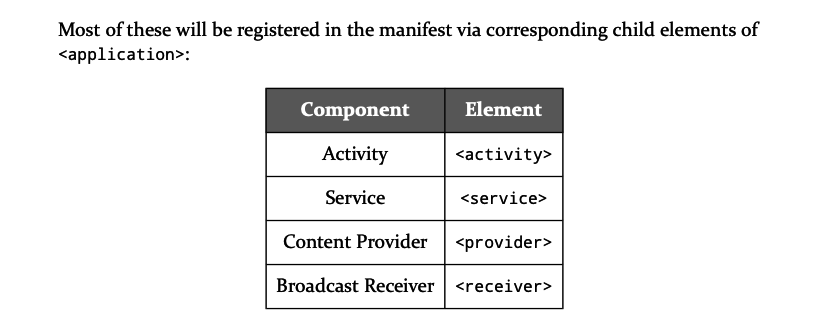 Most of these will be registered in the manifest via corresponding child elements of
<application>:
Component Element
Activity <activity>
Service <service>
Content Provider <provider>
Broadcast Receiver <receiver>